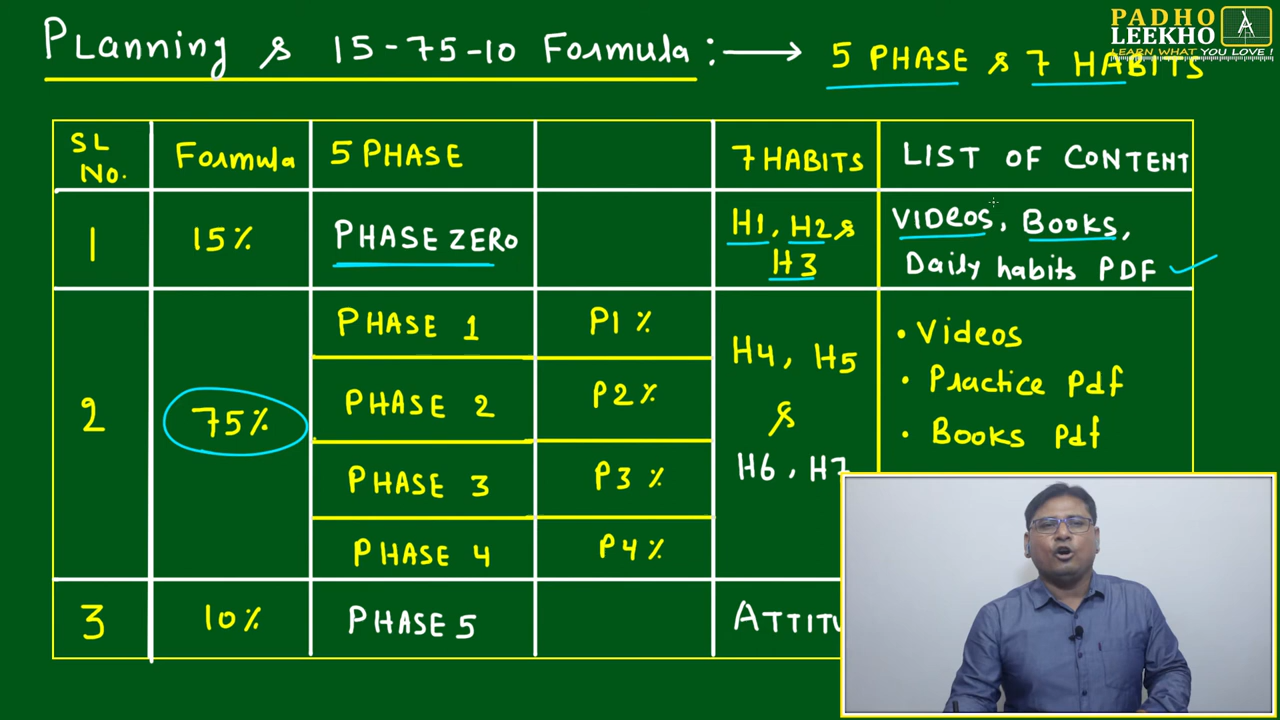 PADHO
LEEKHO
LEARN WHAT YOU LOVE !
Planning & 15-75-10 Formula :→ 5 PHASE & 7 HABITS
SL No. Formula 5 PHASE 7 HABITS LIST OF CONTENT
1 15% PHASE ZERO H1, H2 & H3 VIDEOS, BOOKS, Daily habits PDF
2 75% PHASE 1 P1 % H4, H5 & H6, H7 • Videos
PHASE 2 P2 % • Practice Pdf
PHASE 3 P3 % • Books Pdf
PHASE 4 P4 %
3 10% PHASE 5